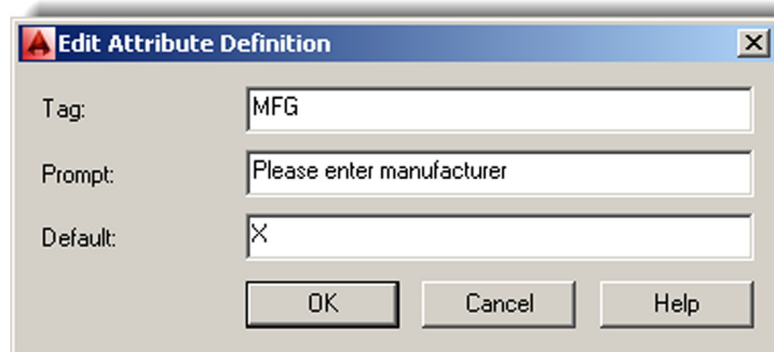 Edit Attribute Definition
Tag: MFG
Prompt: Please enter manufacturer
Default: X
OK Cancel Help